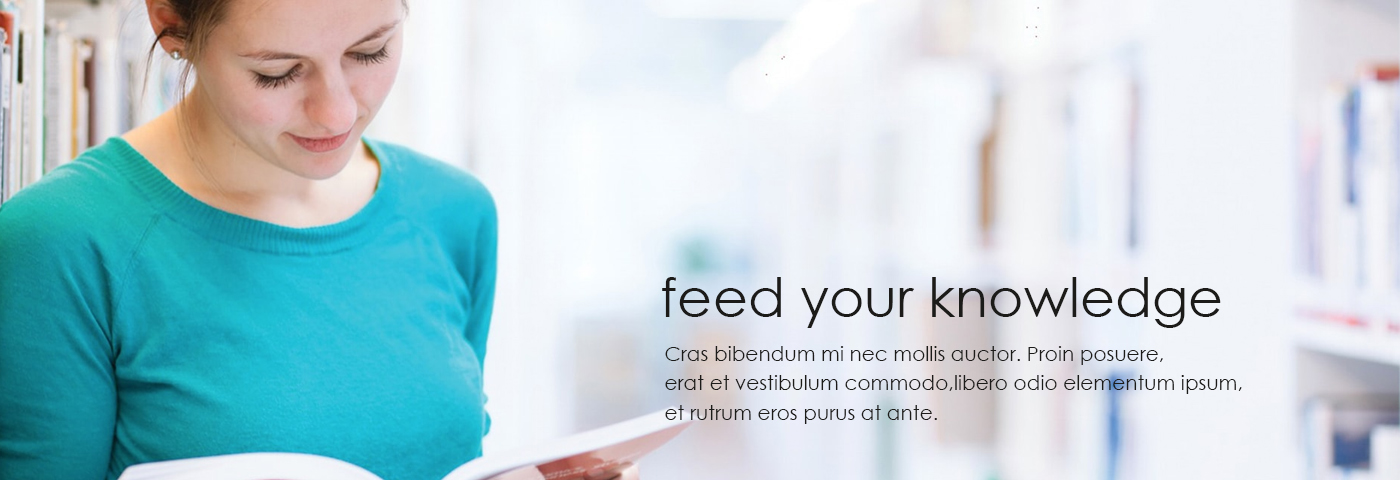 feed your knowledge
Cras bibendum mi nec mollis auctor. Proin posuere,
erat et vestibulum commodo,libero odio elementum ipsum,
et rutrum eros purus at ante.